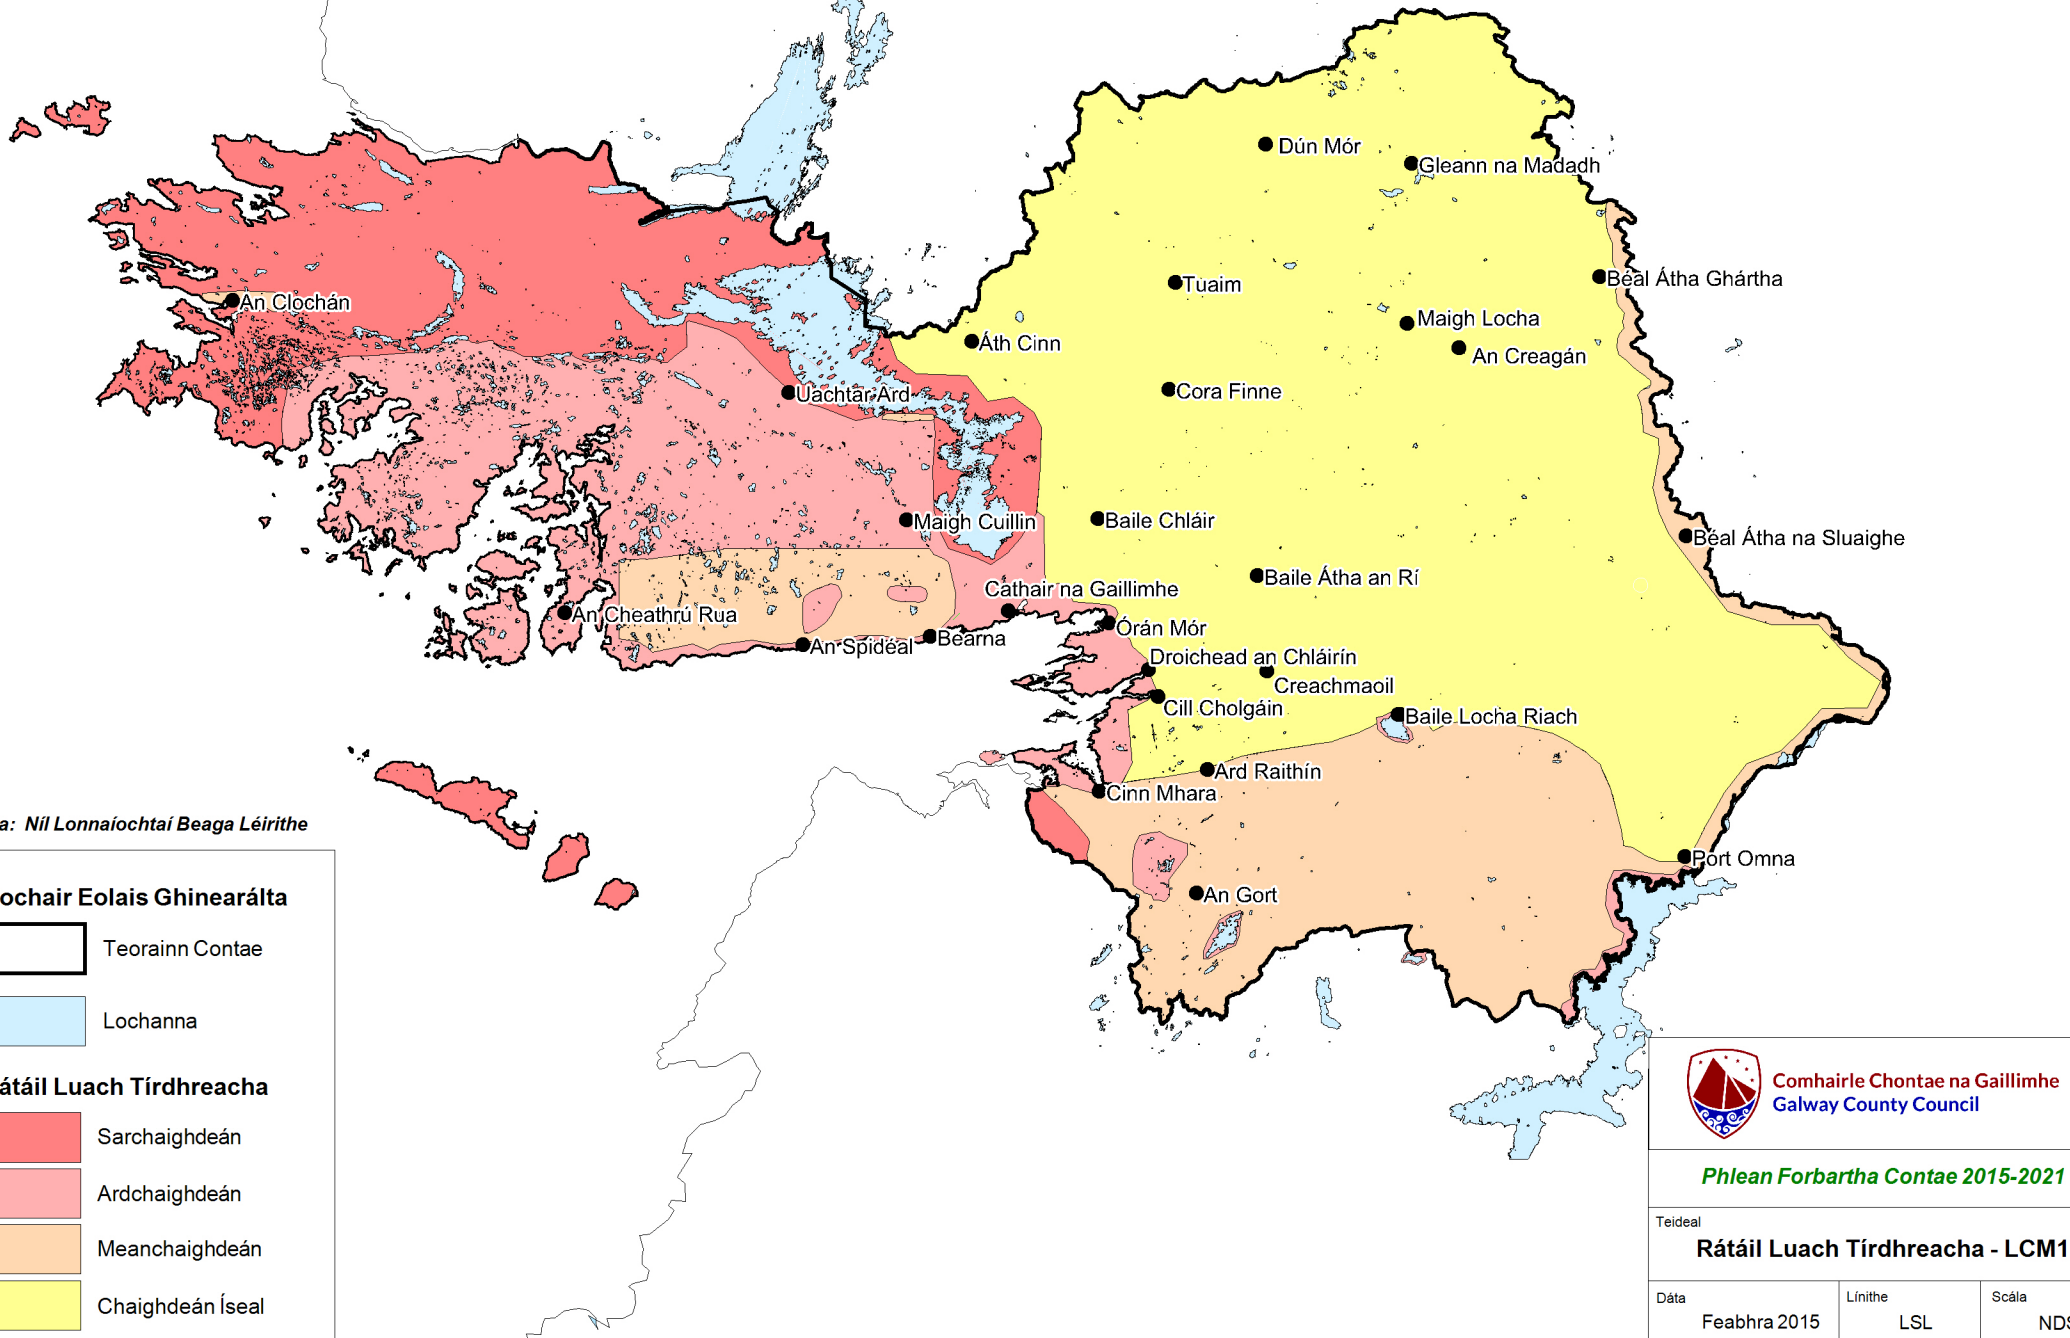 Dún Mór
Gleann na Madadh
Béal Átha Ghártha
Tuaim
An Clochán
Maigh Locha
Áth Cinn
An Creagán
Cora Finne
Uachtar Ard
Maigh Cuillin
Baile Chláir
Béal Átha na Sluaighe
Baile Átha an Rí
Cathair na Gaillimhe
An Cheathrú Rua
Órán Mór
Bearna
An Spidéal
Droichead an Chláirín
Creachmaoil
Cill Cholgáin
Baile Locha Riach
Ard Raithín
Cinn Mhara
Port Omna
An Gort
a: Níl Lonnaíochtaí Beaga Léirithe
ochair Eolais Ghinearálta
Teorainn Contae
Lochanna
átáil Luach Tírdhreacha
Sarchaighdeán
Ardchaighdeán
Meanchaighdeán
Chaighdeán Íseal
Comhairle Chontae na Gaillimhe
Galway County Council
Phlean Forbartha Contae 2015-2021
Teideal
Rátáil Luach Tírdhreacha - LCM1
Dáta
Feabhra 2015
Línithe
LSL
Scála